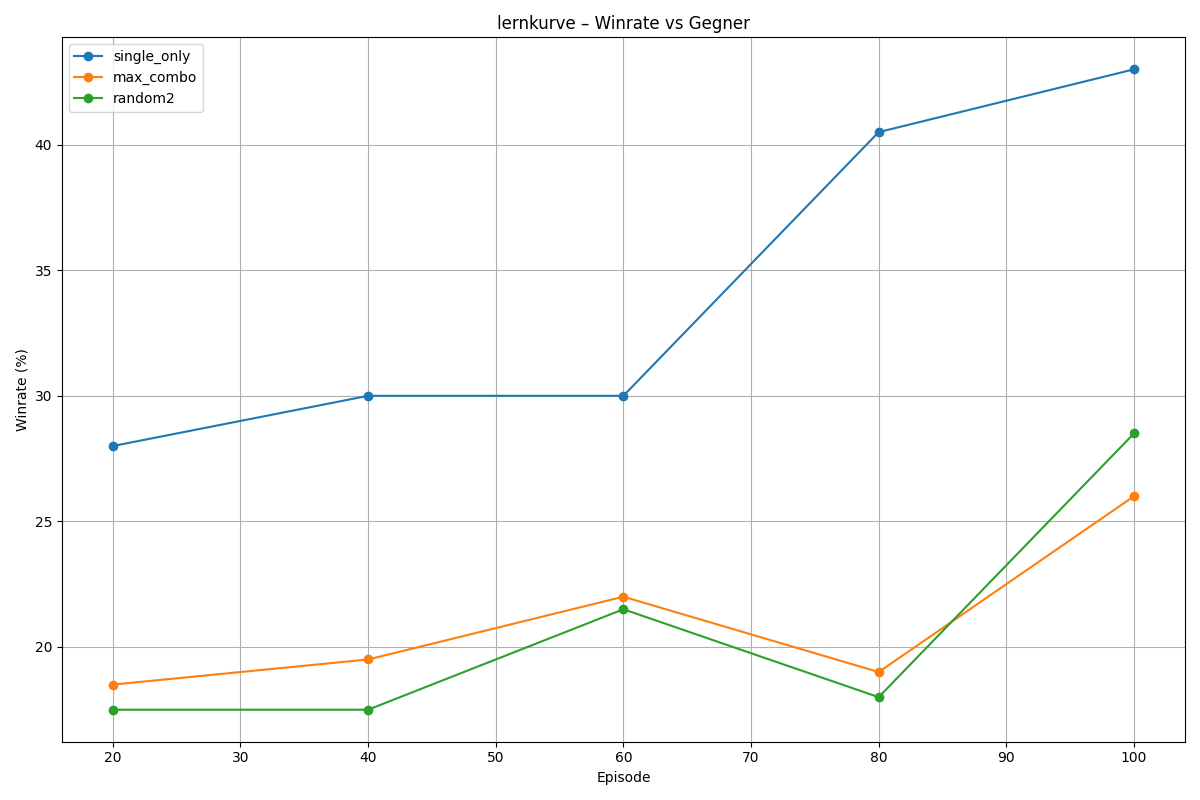 lernkurve – Winrate vs Gegner
single_only
max_combo
random2
Winrate (%)
40
35
30
25
20
20 30 40 50 60 70 80 90 100
Episode